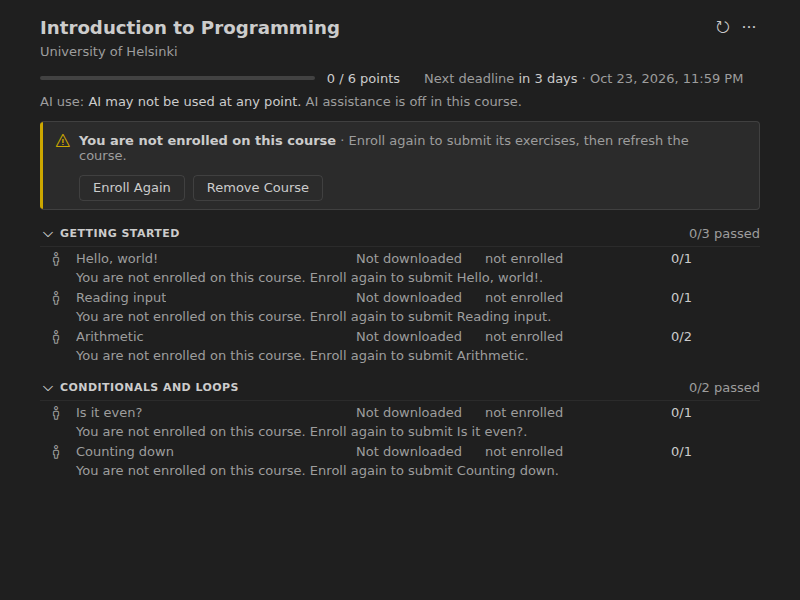 Introduction to Programming
University of Helsinki
0 / 6 points Next deadline in 3 days · Oct 23, 2026, 11:59 PM
AI use: AI may not be used at any point. AI assistance is off in this course.
You are not enrolled on this course · Enroll again to submit its exercises, then refresh the
course.
Enroll Again Remove Course
GETTING STARTED 0/3 passed
Hello, world! Not downloaded not enrolled 0/1
You are not enrolled on this course. Enroll again to submit Hello, world!.
Reading input Not downloaded not enrolled 0/1
You are not enrolled on this course. Enroll again to submit Reading input.
Arithmetic Not downloaded not enrolled 0/2
You are not enrolled on this course. Enroll again to submit Arithmetic.
CONDITIONALS AND LOOPS 0/2 passed
Is it even? Not downloaded not enrolled 0/1
You are not enrolled on this course. Enroll again to submit Is it even?.
Counting down Not downloaded not enrolled 0/1
You are not enrolled on this course. Enroll again to submit Counting down.